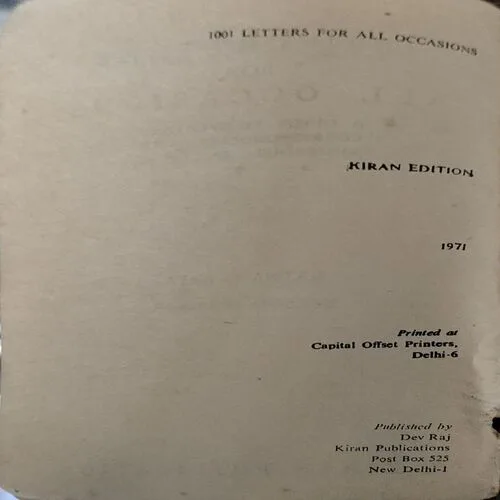 1001 LETTERS FOR ALL OCCASIONS
KIRAN EDITION
1971
Printed at
Capital Offset Printers,
Delhi-6
Published by
Dev Raj
Kiran Publications
Post Box 525
New Delhi-1